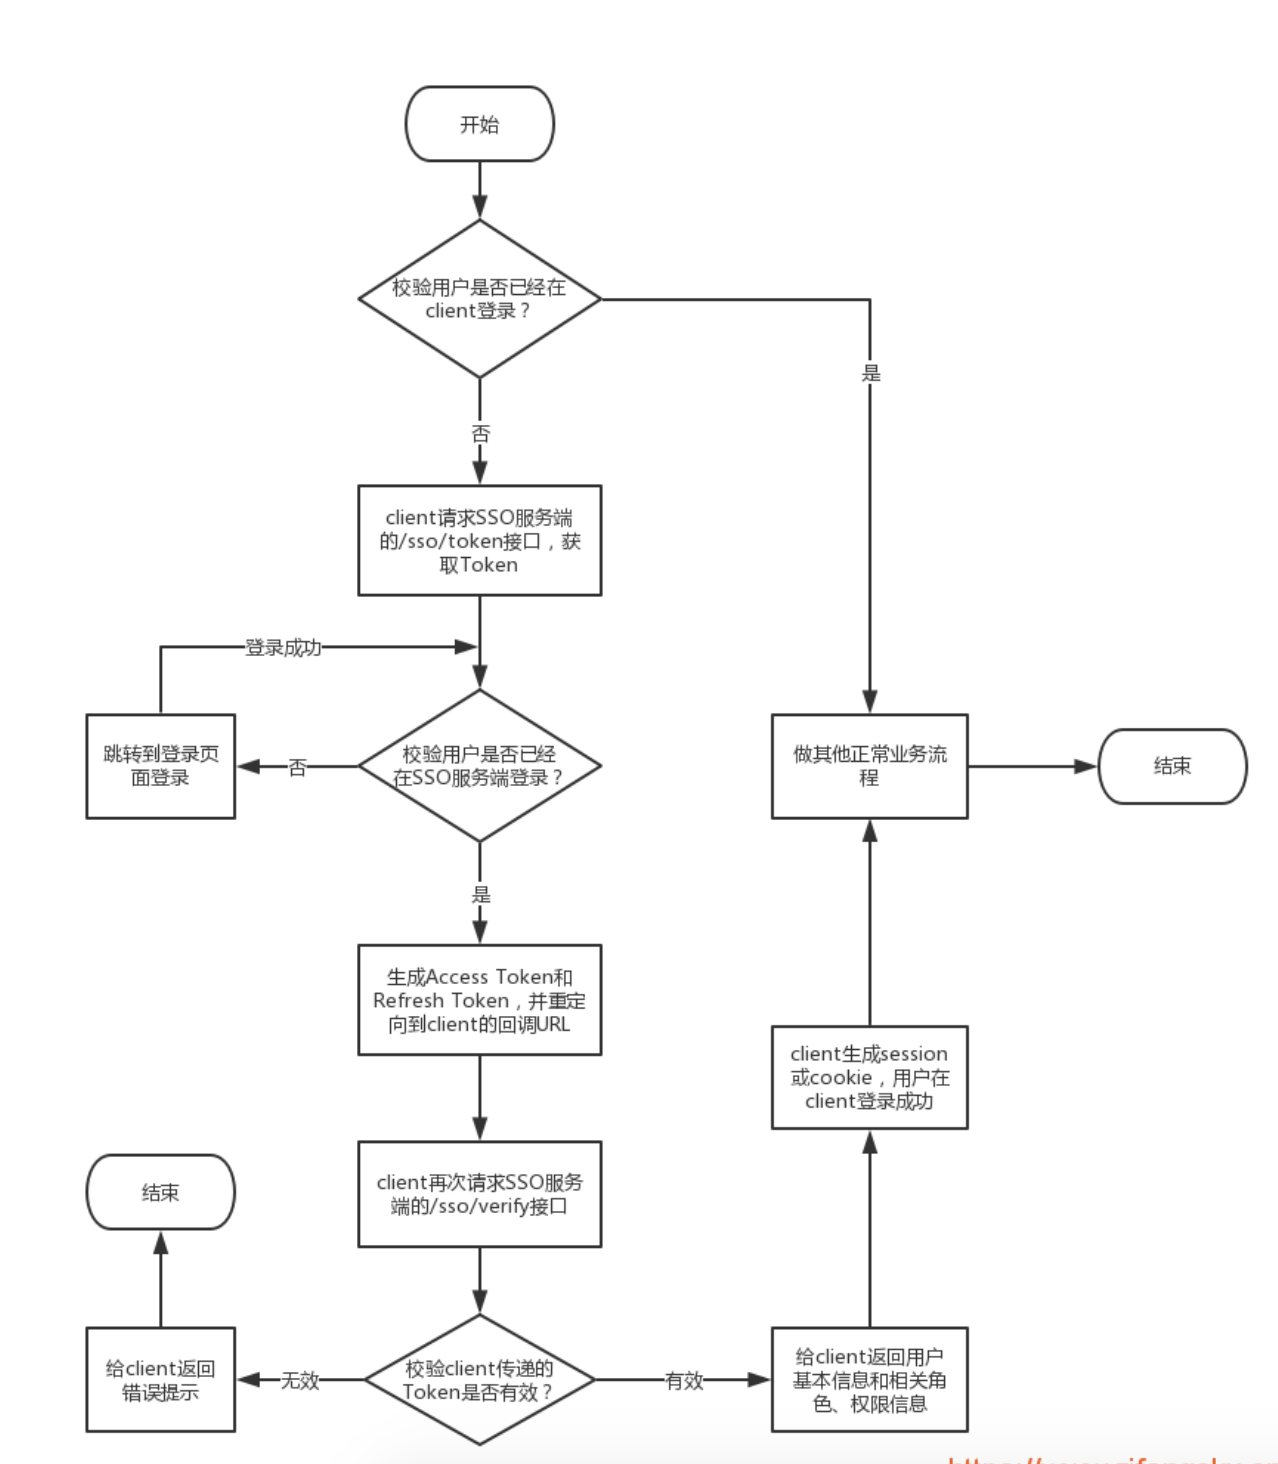 开始
校验用户是否已经在
client登录？
是
否
client请求SSO服务端
的/sso/token接口，获
取Token
登录成功
跳转到登录页
面登录
否
校验用户是否已经
在SSO服务端登录？
做其他正常业务流
程
结束
是
生成Access Token和
Refresh Token，并重定
向到client的回调URL
client生成session
或cookie，用户在
client登录成功
client再次请求SSO服务
端的/sso/verify接口
结束
给client返回
错误提示
无效
校验client传递的
Token是否有效？
有效
给client返回用户
基本信息和相关角
色、权限信息